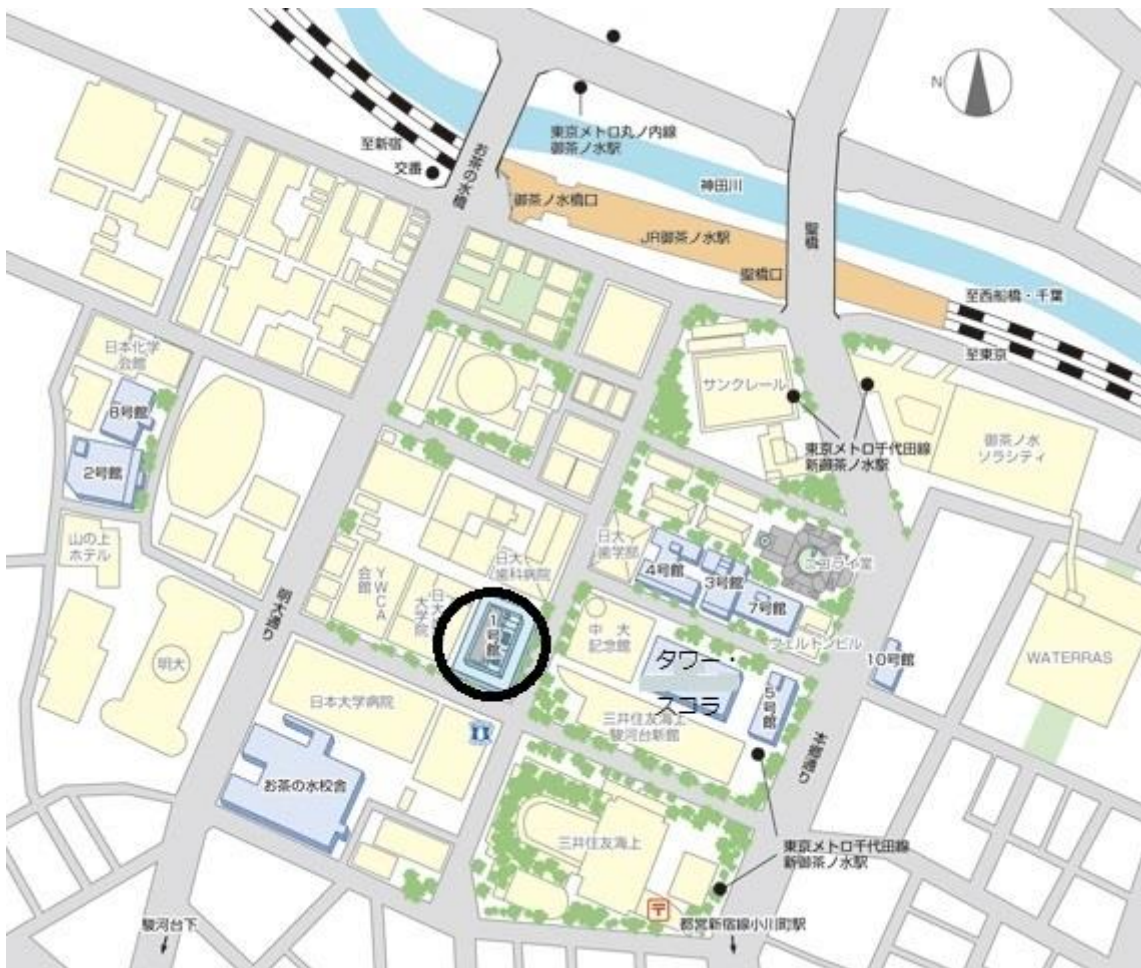 N
東京メトロ丸ノ内線
御茶ノ水駅
至新宿
交番
お茶の水橋
御茶ノ水橋口
JR御茶ノ水駅
聖橋口
神田川
聖橋
至西船橋・千葉
至東京
日本化学
会館
6号館
2号館
山の上
ホテル
明大
明大通り
サンクレール
東京メトロ千代田線
新御茶ノ水駅
御茶ノ水
ソラシティ
日大
歯学部
4号館
3号館
7号館
ニコライ堂
フェルトンビル
10号館
WATERRAS
YWCA
会館
日大
大学院
日大
歯科病院
1号館
中大
記念館
タワー・
スコラ
5号館
三井住友海上
駿河台新館
日本大学病院
お茶の水校舎
本郷通り
三井住友海上
東京メトロ千代田線
新御茶ノ水駅
〒
駿河台下
都営新宿線小川町駅